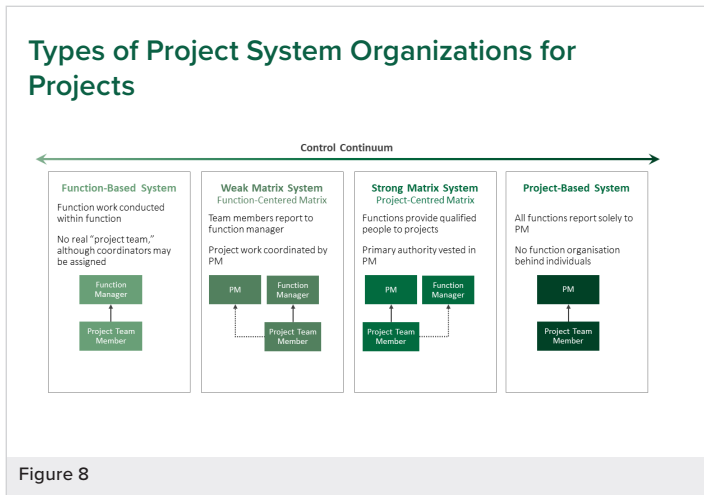 Types of Project System Organizations for
Projects
Control Continuum
Function-Based System
Function work conducted
within function
No real “project team,”
although coordinators may
be assigned
Function
Manager
Project Team
Member
Weak Matrix System
Function-Centered Matrix
Team members report to
function manager
Project work coordinated by
PM
PM
Function
Manager
Project Team
Member
Strong Matrix System
Project-Centred Matrix
Functions provide qualified
people to projects
Primary authority vested in
PM
PM
Function
Manager
Project Team
Member
Project-Based System
All functions report solely to
PM
No function organisation
behind individuals
PM
Project Team
Member
Figure 8